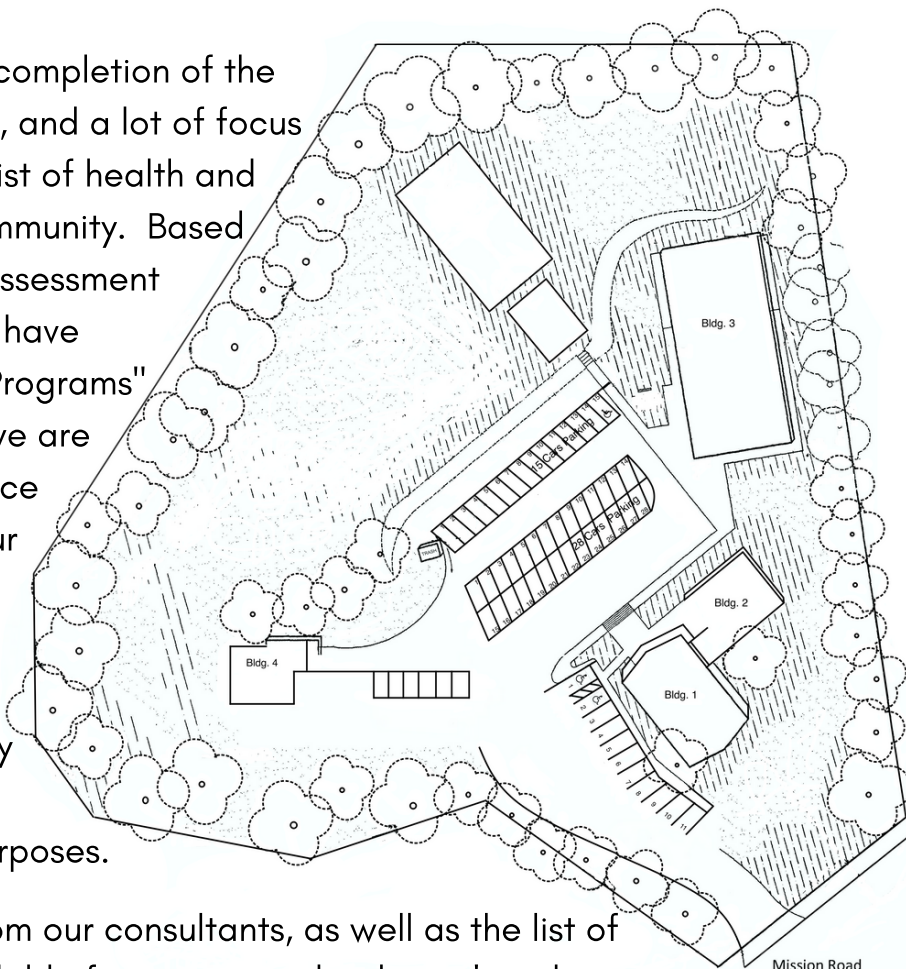 completion of the
, and a lot of focus
ist of health and
mmunity. Based
ssessment
have
Programs"
we are
ce
ur
y
rposes.
om our consultants, as well as the list of
Bldg. 3
15 Cars Parking
28 Cars Parking
TRASH
Bldg. 2
Bldg. 4
Bldg. 1
Mission Road